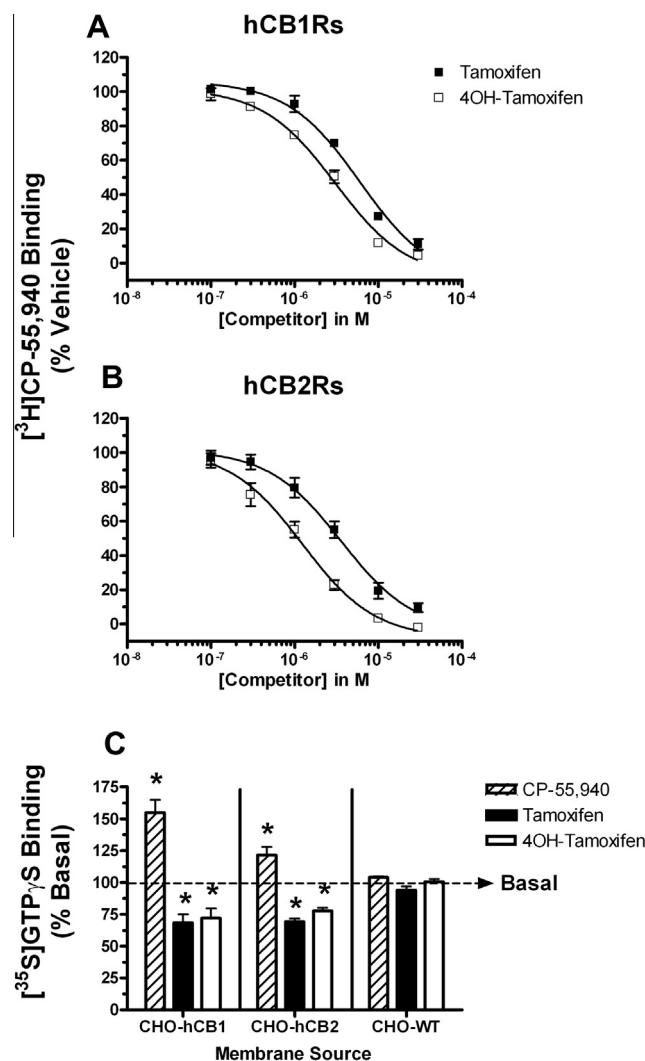 A
hCB1Rs
Tamoxifen
4OH-Tamoxifen
120
100
80
60
40
20
0
10⁻⁸ 10⁻⁷ 10⁻⁶ 10⁻⁵ 10⁻⁴
[Competitor] in M
[³H]CP-55,940 Binding
(% Vehicle)
B
hCB2Rs
120
100
80
60
40
20
0
10⁻⁸ 10⁻⁷ 10⁻⁶ 10⁻⁵ 10⁻⁴
[Competitor] in M
C
CP-55,940
Tamoxifen
4OH-Tamoxifen
Basal
[³⁵S]GTPγS Binding
(% Basal)
175
150
125
100
75
50
25
0
* * *
* * *
CHO-hCB1 CHO-hCB2 CHO-WT
Membrane Source